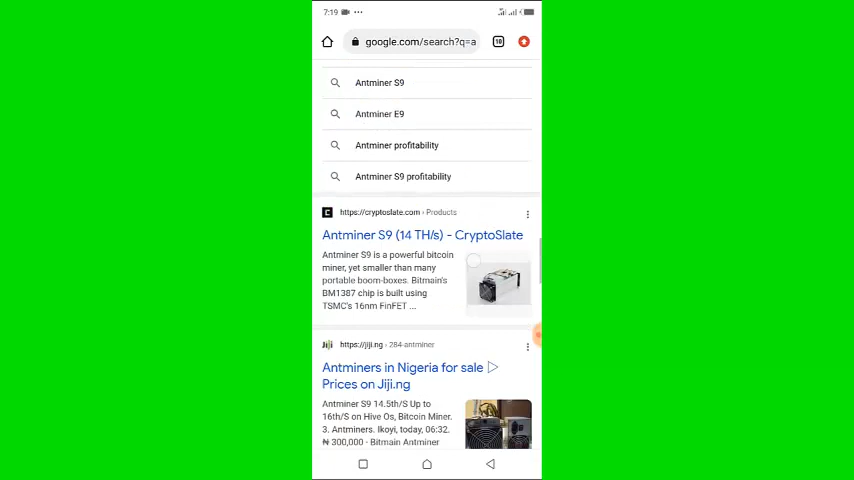 7:19
google.com/search?q=a
10
Antminer S9
Antminer E9
Antminer profitability
Antminer S9 profitability
https://cryptoslate.com › Products
Antminer S9 (14 TH/s) - CryptoSlate
Antminer S9 is a powerful bitcoin
miner, yet smaller than many
portable boom-boxes. Bitmain's
BM1387 chip is built using
TSMC's 16nm FinFET ...
Jiji
https://jiji.ng › 284-antminer
Antminers in Nigeria for sale ▷
Prices on Jiji.ng
Antminer S9 14.5th/S Up to
16th/S on Hive Os, Bitcoin Miner.
3. Antminers. Ikoyi, today, 06:32.
₦ 300,000 · Bitmain Antminer